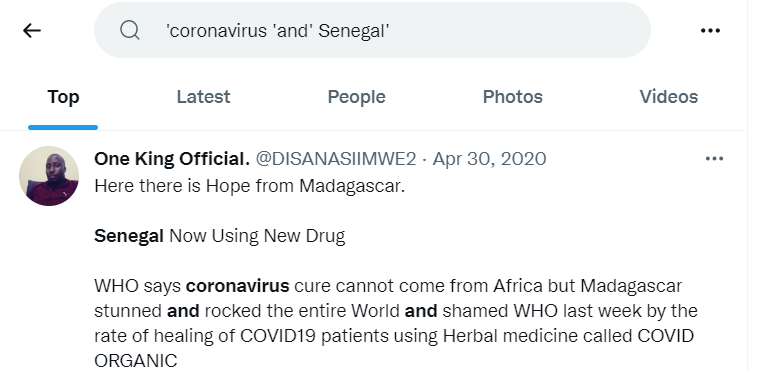 'coronavirus 'and' Senegal'
Top Latest People Photos Videos
One King Official. @DISANASIIMWE2 · Apr 30, 2020
Here there is Hope from Madagascar.
Senegal Now Using New Drug
WHO says coronavirus cure cannot come from Africa but Madagascar
stunned and rocked the entire World and shamed WHO last week by the
rate of healing of COVID19 patients using Herbal medicine called COVID
ORGANIC